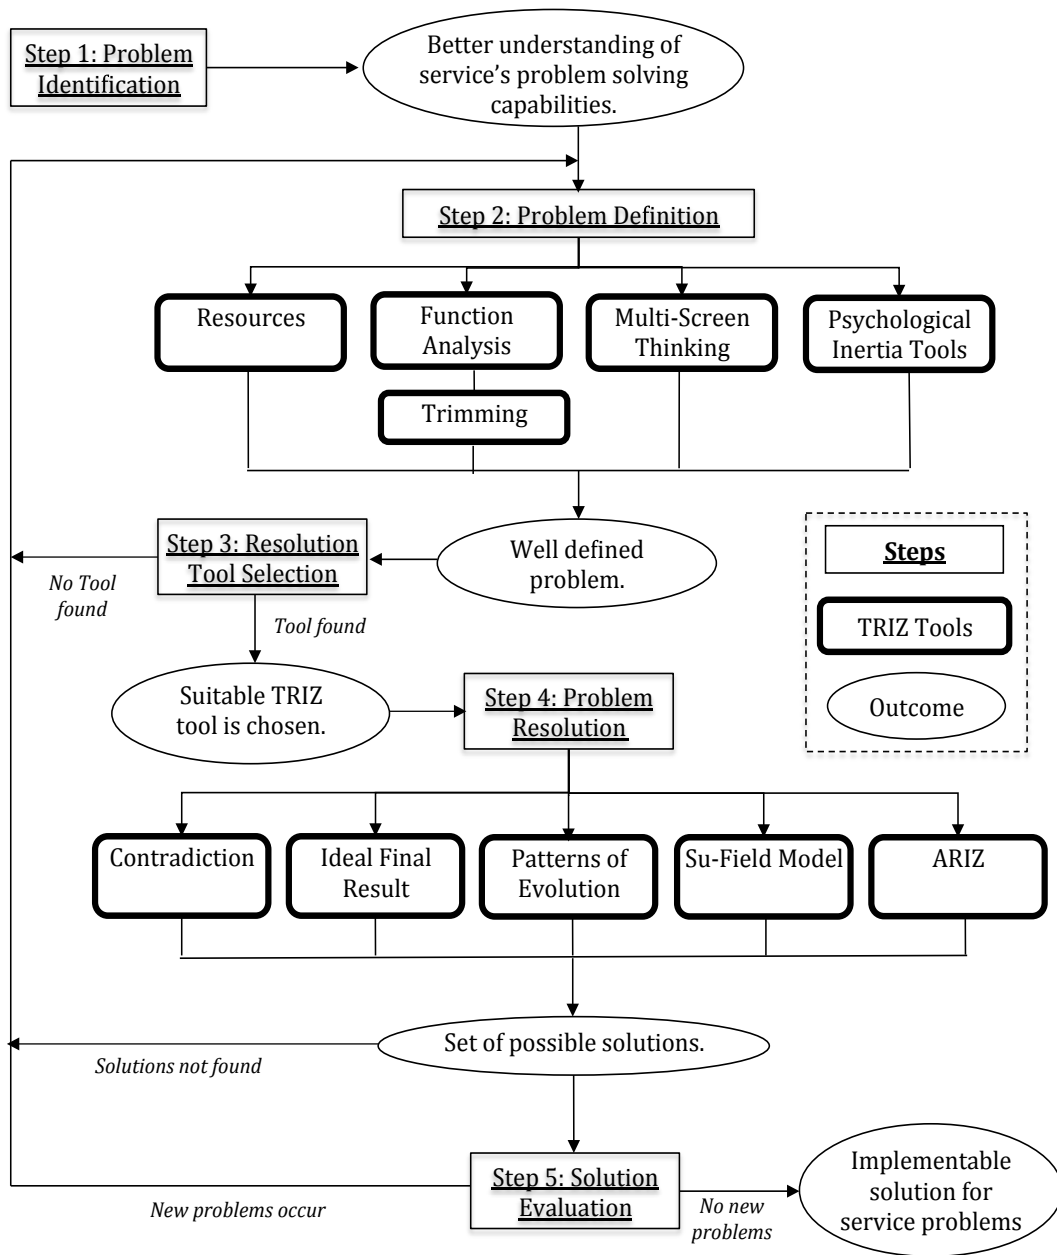 Step 1: Problem
Identification
Better understanding of
service’s problem solving
capabilities.
Step 2: Problem Definition
Resources
Function
Analysis
Multi-Screen
Thinking
Psychological
Inertia Tools
Trimming
Step 3: Resolution
Tool Selection
Well defined
problem.
No Tool
found
Tool found
Steps
TRIZ Tools
Outcome
Suitable TRIZ
tool is chosen.
Step 4: Problem
Resolution
Contradiction
Ideal Final
Result
Patterns of
Evolution
Su-Field Model
ARIZ
Set of possible solutions.
Solutions not found
Step 5: Solution
Evaluation
New problems occur
No new
problems
Implementable
solution for
service problems